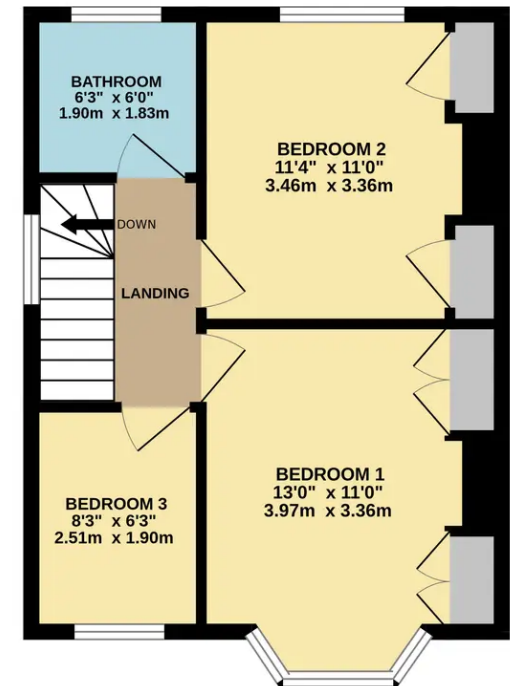 BATHROOM
6'3" x 6'0"
1.90m x 1.83m
BEDROOM 2
11'4" x 11'0"
3.46m x 3.36m
DOWN
LANDING
BEDROOM 1
13'0" x 11'0"
3.97m x 3.36m
BEDROOM 3
8'3" x 6'3"
2.51m x 1.90m